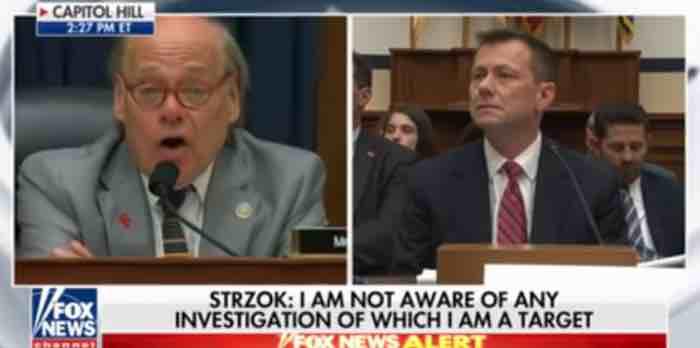 CAPITOL HILL
2:27 PM ET
STRZOK: I AM NOT AWARE OF ANY
INVESTIGATION OF WHICH I AM A TARGET
FOX
NEWS
channel
FOX NEWS ALERT